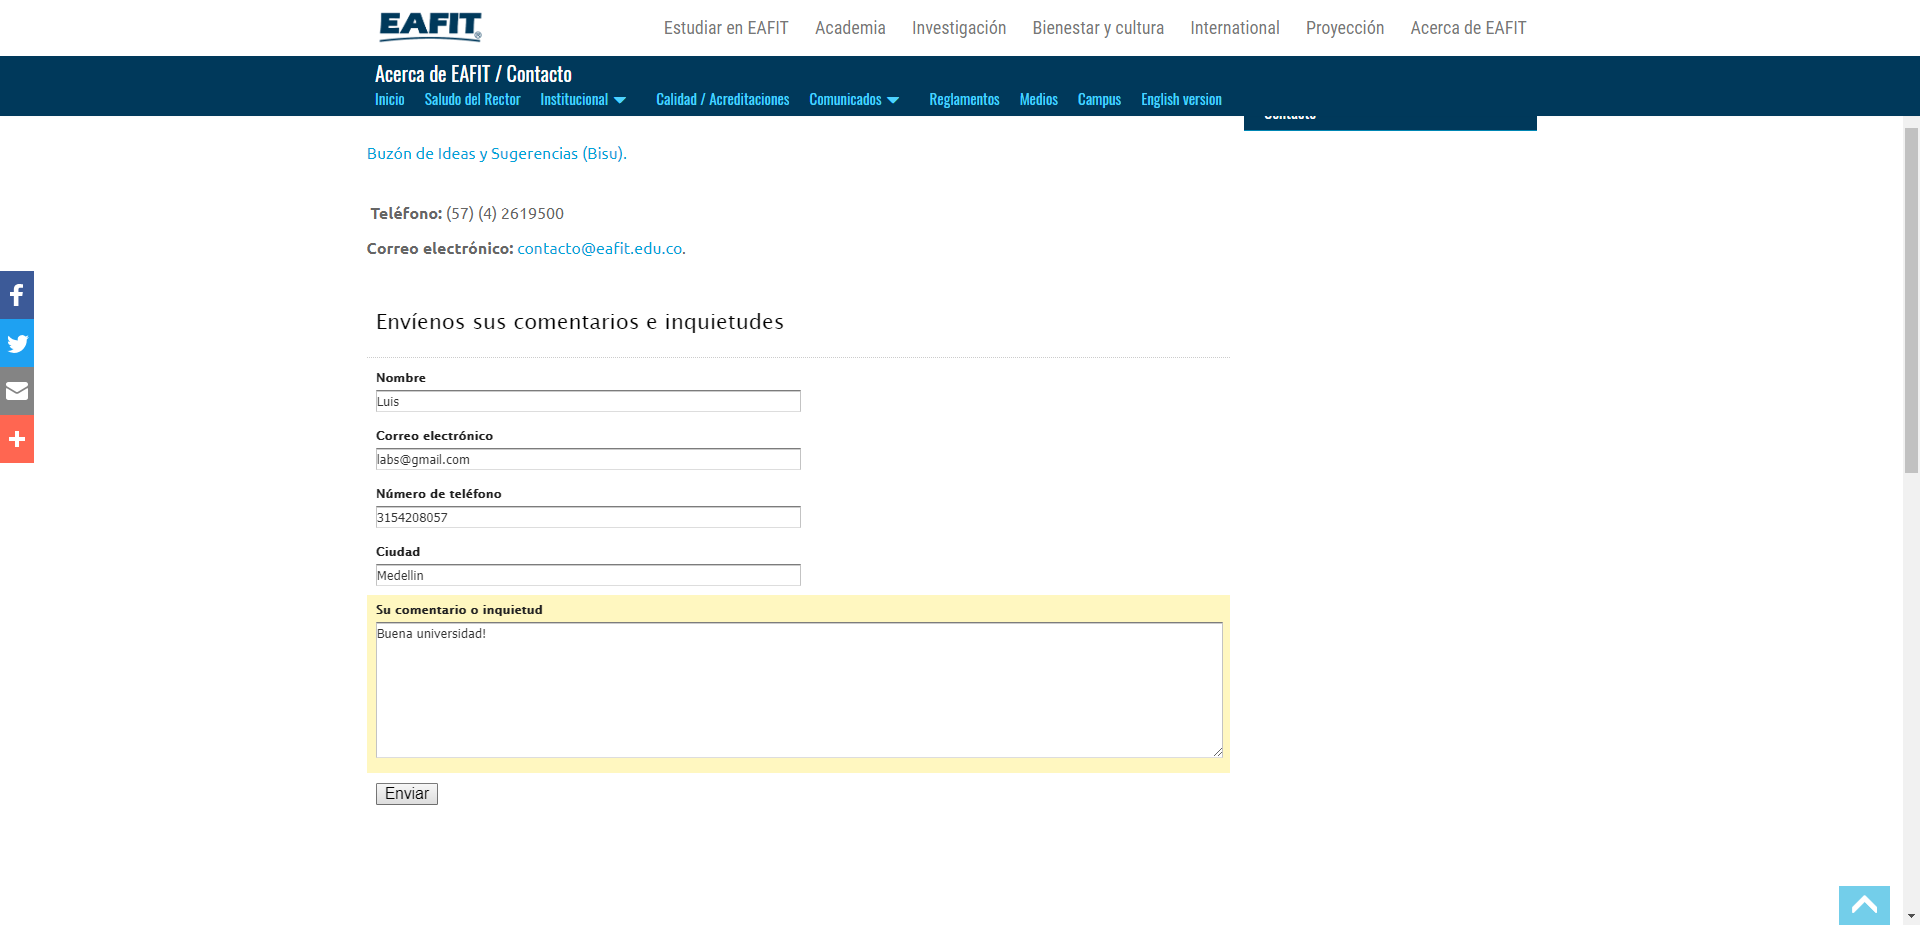 EAFIT®
Estudiar en EAFIT Academia Investigación Bienestar y cultura International Proyección Acerca de EAFIT
Acerca de EAFIT / Contacto
Inicio Saludo del Rector Institucional Calidad / Acreditaciones Comunicados Reglamentos Medios Campus English version
Contacto
Buzón de Ideas y Sugerencias (Bisu).
Teléfono: (57) (4) 2619500
Correo electrónico: contacto@eafit.edu.co.
Envíenos sus comentarios e inquietudes
Nombre
Luis
Correo electrónico
labs@gmail.com
Número de teléfono
3154208057
Ciudad
Medellin
Su comentario o inquietud
Buena universidad!
Enviar